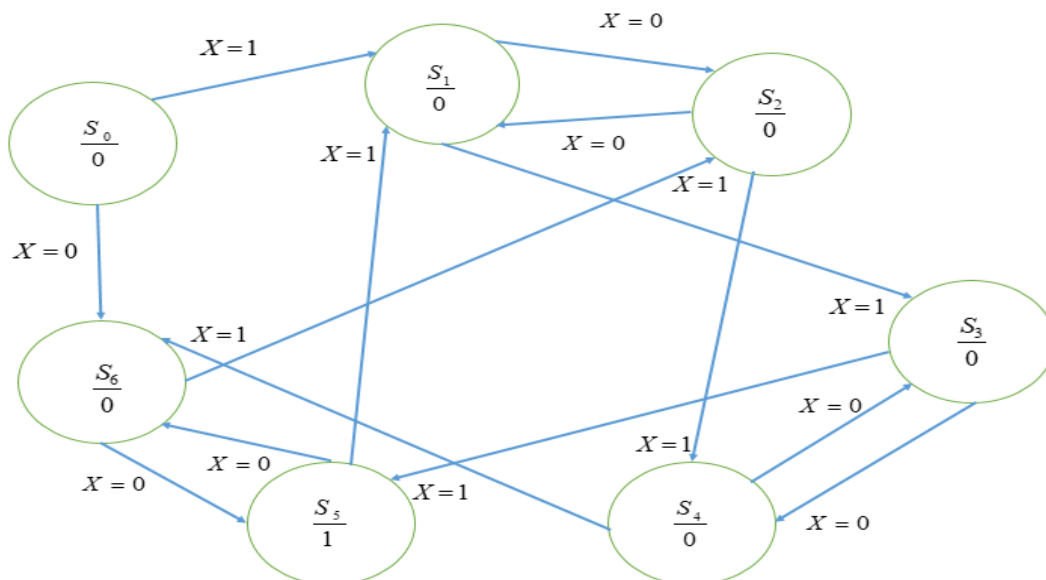 X = 0
X = 1
S₁
0
S₂
0
S₀
0
X = 0
X = 1
X = 1
X = 0
X = 1
X = 1
S₃
0
S₆
0
X = 0
X = 1
X = 0
X = 0
X = 1
S₅
1
S₄
0
X = 0